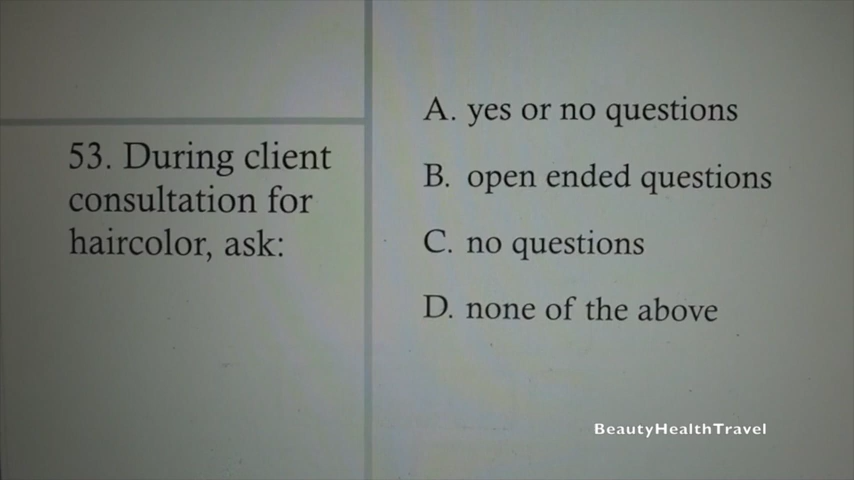 53. During client
consultation for
haircolor, ask:
A. yes or no questions
B. open ended questions
C. no questions
D. none of the above
BeautyHealthTravel